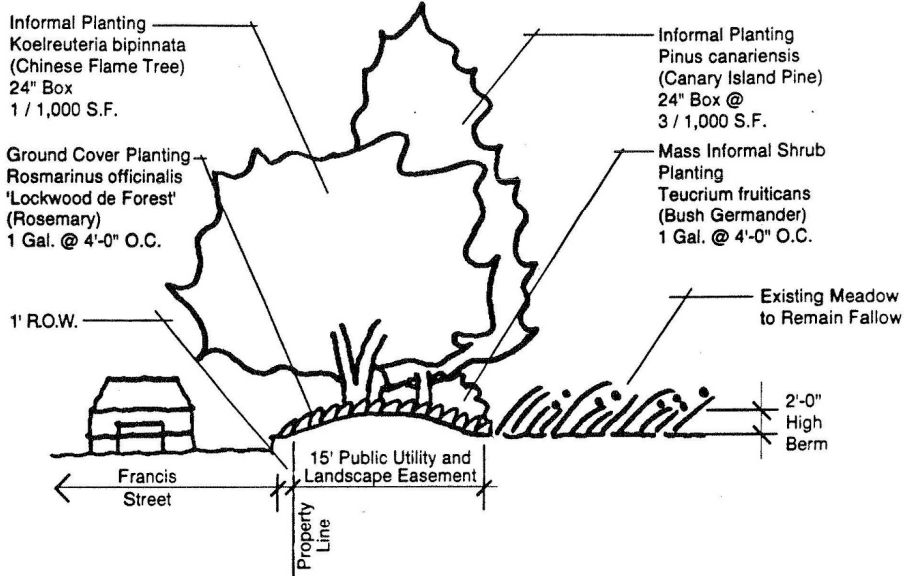 Informal Planting
Koelreuteria bipinnata
(Chinese Flame Tree)
24" Box
1 / 1,000 S.F.
Ground Cover Planting
Rosmarinus officinalis
'Lockwood de Forest'
(Rosemary)
1 Gal. @ 4'-0" O.C.
1' R.O.W.
Informal Planting
Pinus canariensis
(Canary Island Pine)
24" Box @
3 / 1,000 S.F.
Mass Informal Shrub
Planting
Teucrium fruiticans
(Bush Germander)
1 Gal. @ 4'-0" O.C.
Existing Meadow
to Remain Fallow
2'-0"
High
Berm
Francis
Street
15' Public Utility and
Landscape Easement
Property
Line